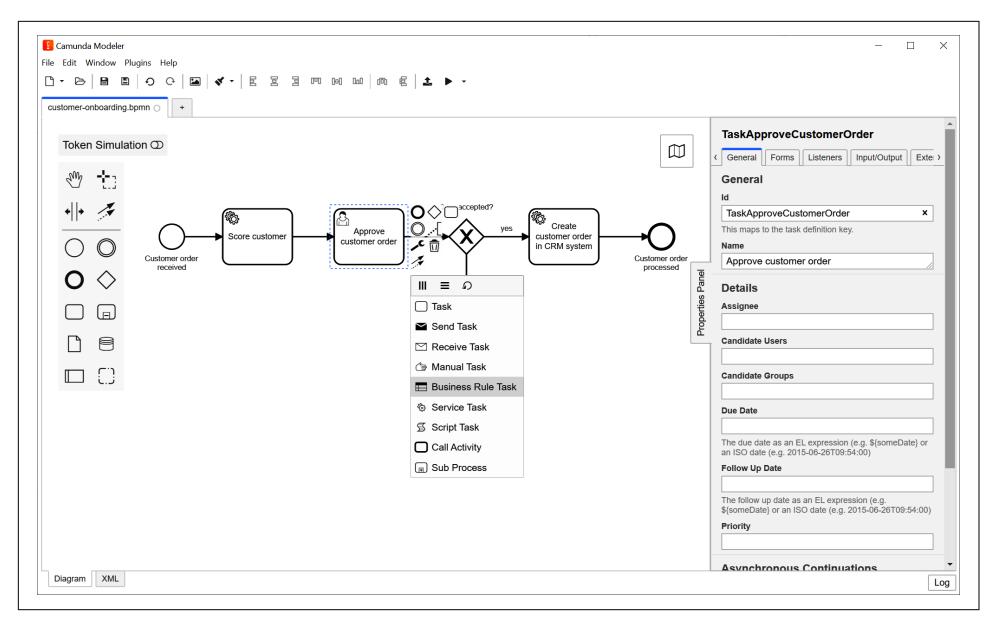 Camunda Modeler
File Edit Window Plugins Help
customer-onboarding.bpmn
+
Token Simulation
Customer order
received
Score customer
Approve
customer order
accepted?
yes
Create
customer order
in CRM system
Customer order
processed
Task
Send Task
Receive Task
Manual Task
Business Rule Task
Service Task
Script Task
Call Activity
Sub Process
Properties Panel
TaskApproveCustomerOrder
General Forms Listeners Input/Output Exte
General
Id
TaskApproveCustomerOrder x
This maps to the task definition key.
Name
Approve customer order
Details
Assignee
Candidate Users
Candidate Groups
Due Date
The due date as an EL expression (e.g. ${someDate} or
an ISO date (e.g. 2015-06-26T09:54:00)
Follow Up Date
The follow up date as an EL expression (e.g.
${someDate} or an ISO date (e.g. 2015-06-26T09:54:00)
Priority
Asynchronous Continuations
Diagram XML
Log